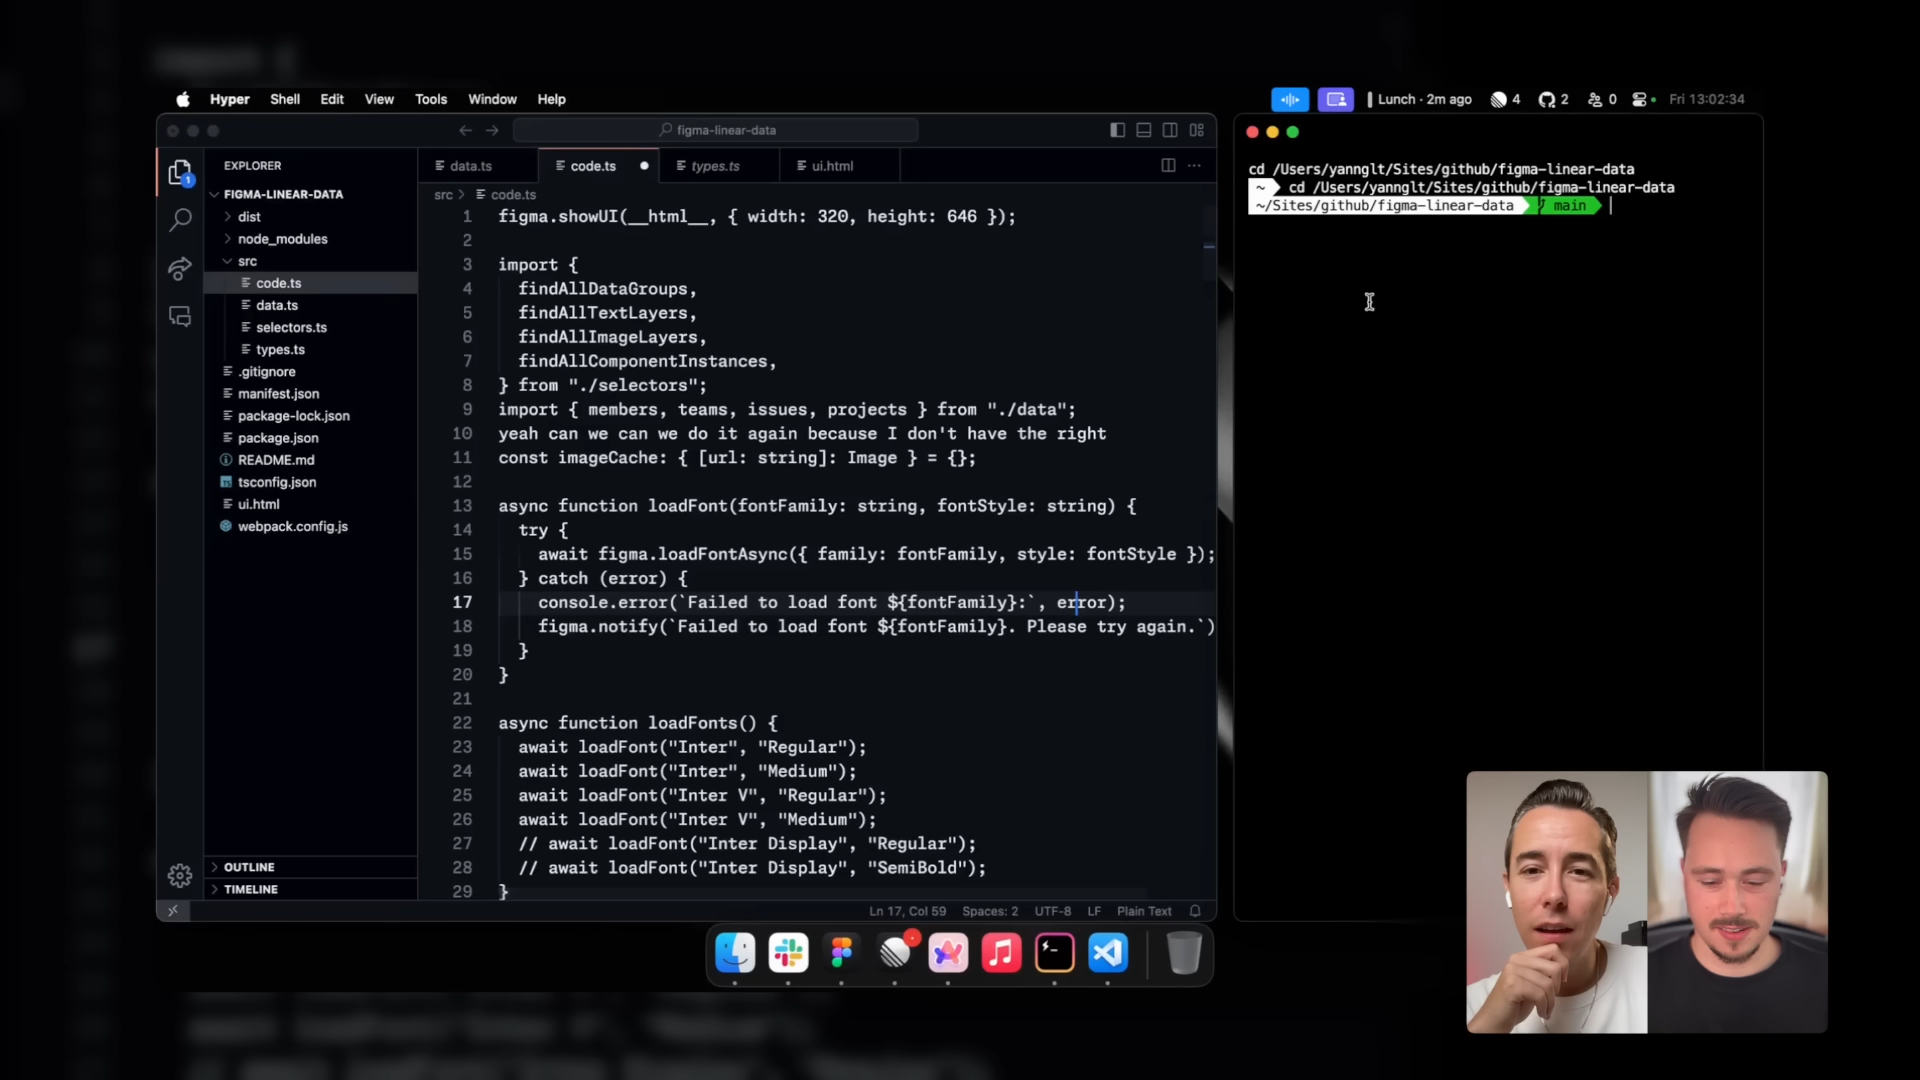 Hyper Shell Edit View Tools Window Help
Lunch · 2m ago 4 2 0 Fri 13:02:34
figma-linear-data
EXPLORER
FIGMA-LINEAR-DATA
dist
node_modules
src
code.ts
data.ts
selectors.ts
types.ts
.gitignore
manifest.json
package-lock.json
package.json
README.md
tsconfig.json
ui.html
webpack.config.js
OUTLINE
TIMELINE
1
data.ts code.ts types.ts ui.html
src > code.ts
1 figma.showUI(__html__, { width: 320, height: 646 });
2
3 import {
4 findAllDataGroups,
5 findAllTextLayers,
6 findAllImageLayers,
7 findAllComponentInstances,
8 } from "./selectors";
9 import { members, teams, issues, projects } from "./data";
10 yeah can we can we do it again because I don't have the right
11 const imageCache: { [url: string]: Image } = {};
12
13 async function loadFont(fontFamily: string, fontStyle: string) {
14 try {
15 await figma.loadFontAsync({ family: fontFamily, style: fontStyle });
16 } catch (error) {
17 console.error(`Failed to load font ${fontFamily}:`, error);
18 figma.notify(`Failed to load font ${fontFamily}. Please try again.`)
19 }
20 }
21
22 async function loadFonts() {
23 await loadFont("Inter", "Regular");
24 await loadFont("Inter", "Medium");
25 await loadFont("Inter V", "Regular");
26 await loadFont("Inter V", "Medium");
27 // await loadFont("Inter Display", "Regular");
28 // await loadFont("Inter Display", "SemiBold");
29 }
Ln 17, Col 59 Spaces: 2 UTF-8 LF Plain Text
cd /Users/yannglt/Sites/github/figma-linear-data
~ cd /Users/yannglt/Sites/github/figma-linear-data
~/Sites/github/figma-linear-data main